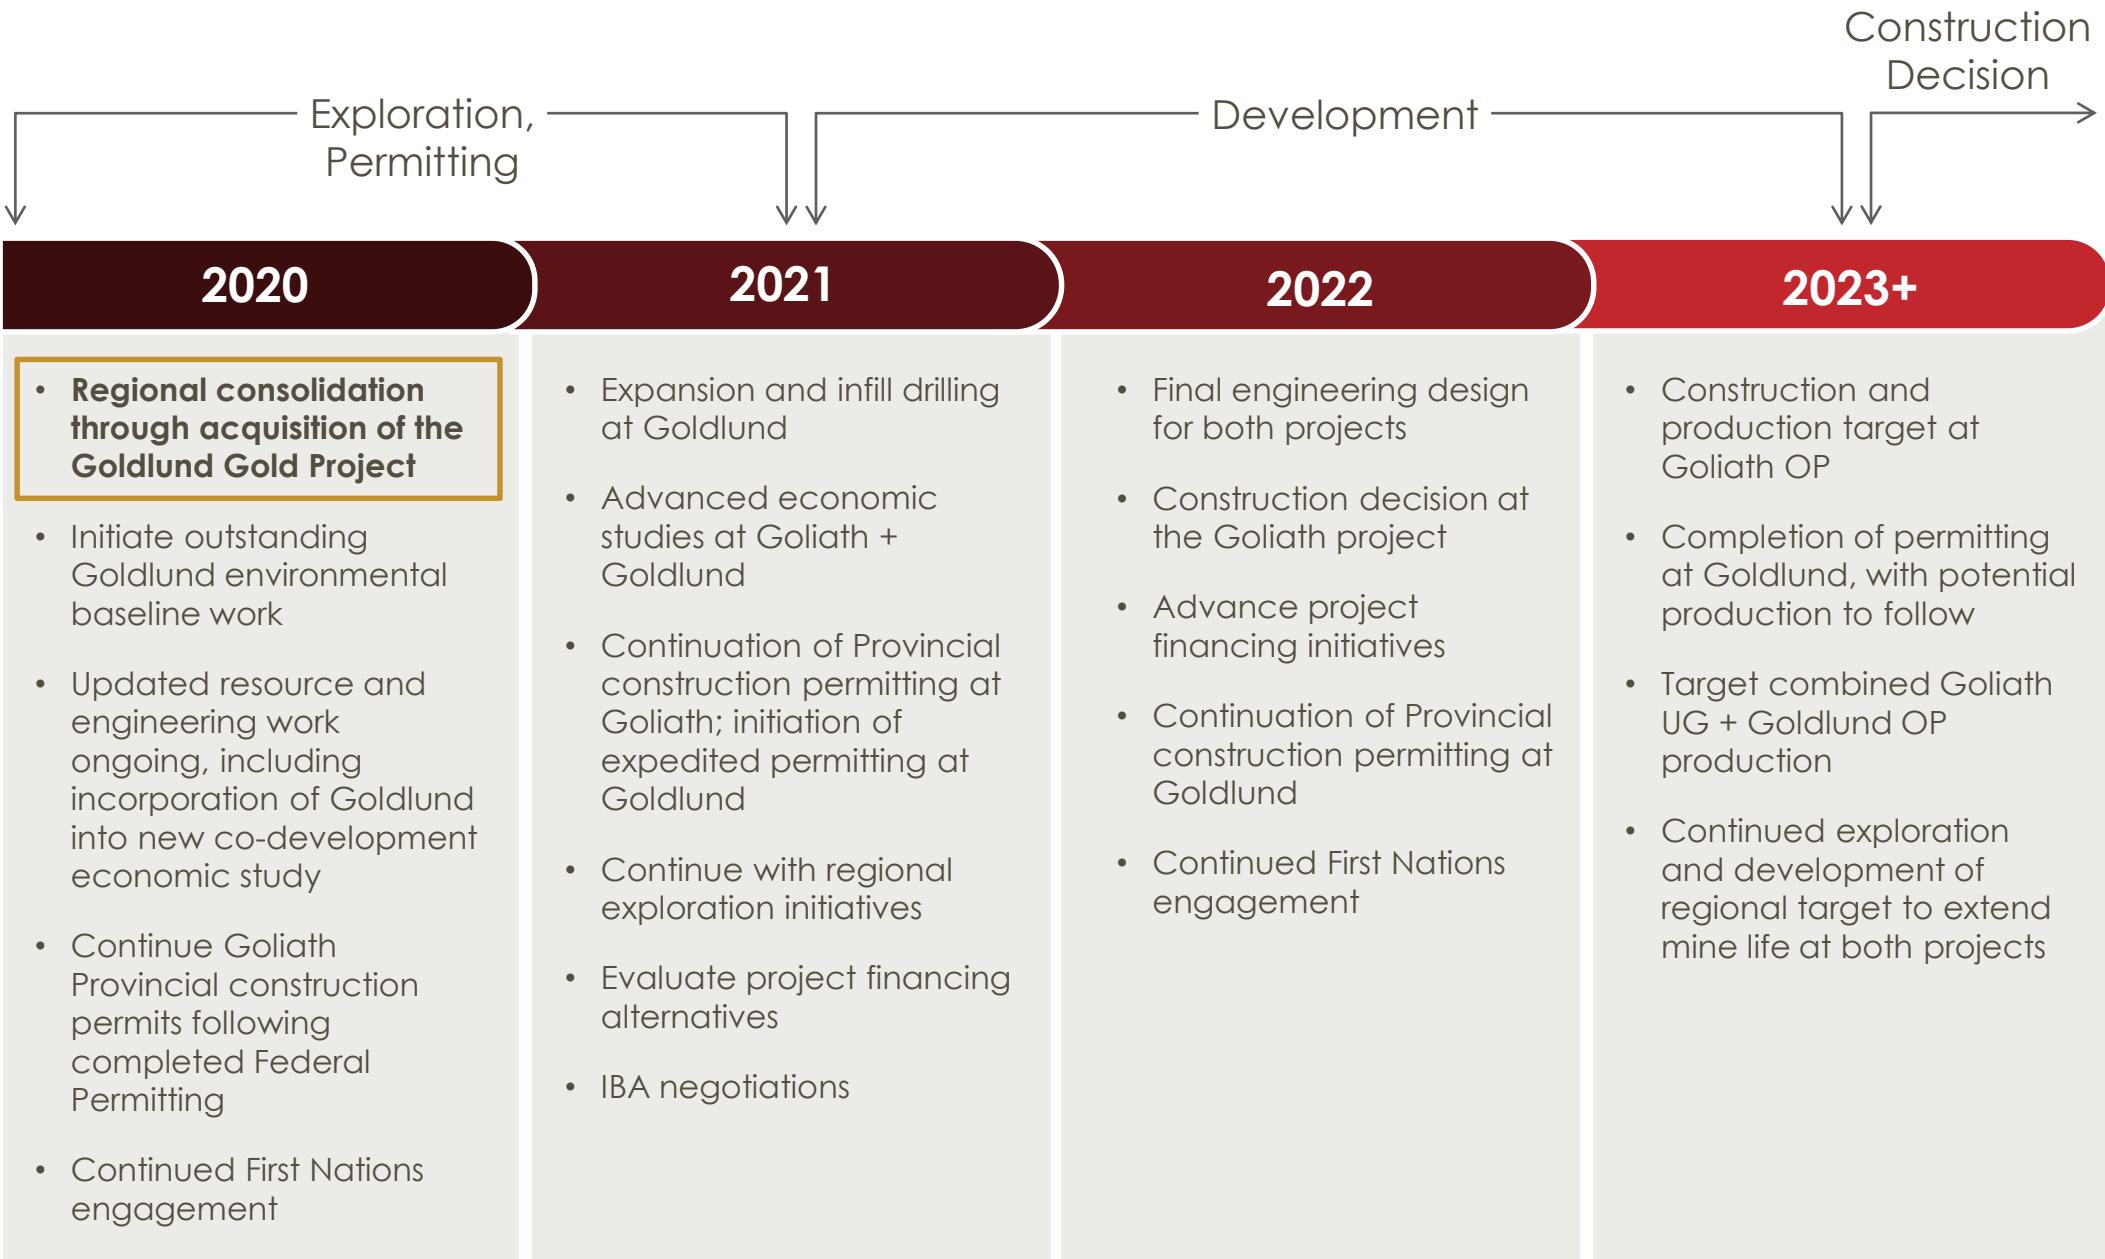 Construction
Decision
Exploration,
Permitting
Development
2020
2021
2022
2023+
• Regional consolidation
through acquisition of the
Goldlund Gold Project
• Initiate outstanding
Goldlund environmental
baseline work
• Updated resource and
engineering work
ongoing, including
incorporation of Goldlund
into new co-development
economic study
• Continue Goliath
Provincial construction
permits following
completed Federal
Permitting
• Continued First Nations
engagement
• Expansion and infill drilling
at Goldlund
• Advanced economic
studies at Goliath +
Goldlund
• Continuation of Provincial
construction permitting at
Goliath; initiation of
expedited permitting at
Goldlund
• Continue with regional
exploration initiatives
• Evaluate project financing
alternatives
• IBA negotiations
• Final engineering design
for both projects
• Construction decision at
the Goliath project
• Advance project
financing initiatives
• Continuation of Provincial
construction permitting at
Goldlund
• Continued First Nations
engagement
• Construction and
production target at
Goliath OP
• Completion of permitting
at Goldlund, with potential
production to follow
• Target combined Goliath
UG + Goldlund OP
production
• Continued exploration
and development of
regional target to extend
mine life at both projects